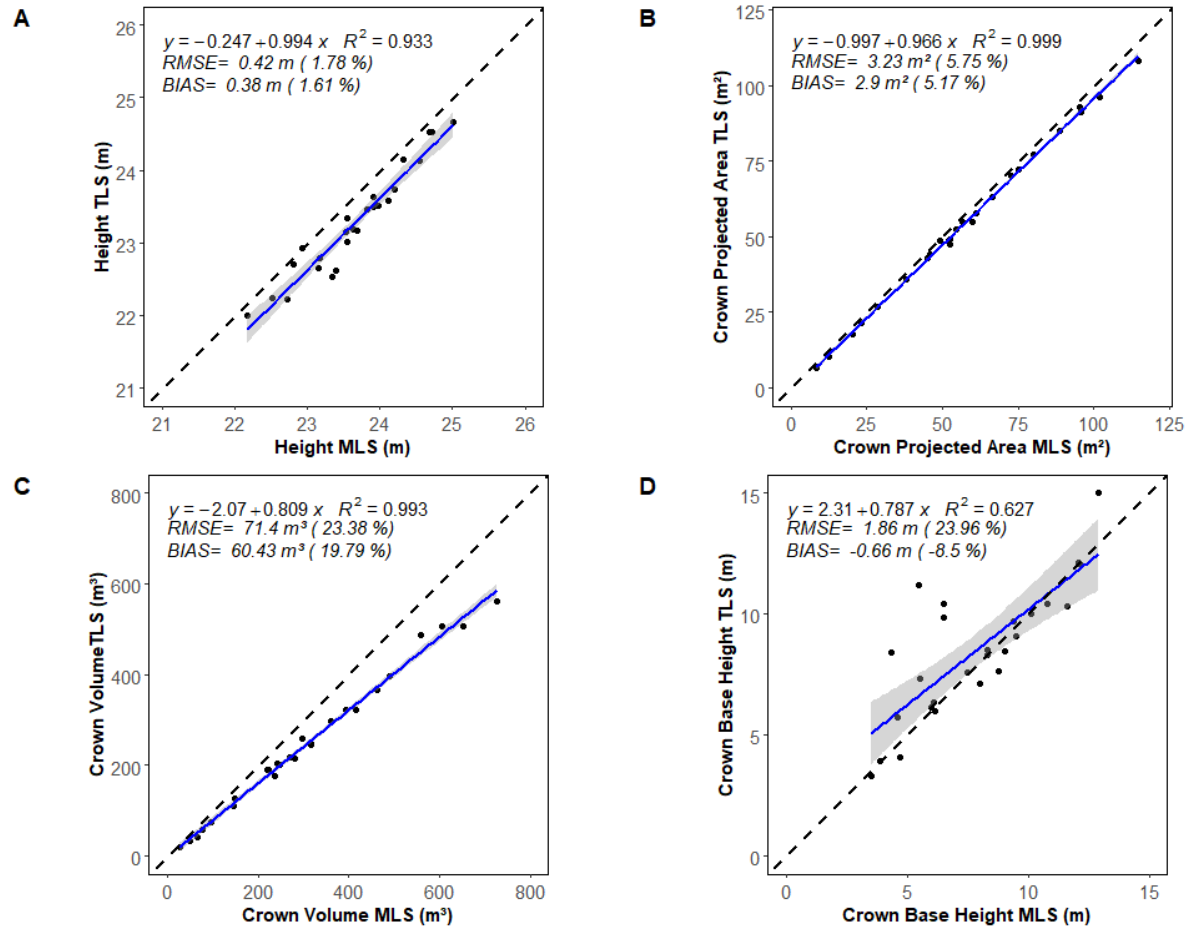 A
y = −0.247 + 0.994 x R² = 0.933
RMSE= 0.42 m ( 1.78 %)
BIAS= 0.38 m ( 1.61 %)
26
25
24
23
22
21
Height TLS (m)
21 22 23 24 25 26
Height MLS (m)
B
y = −0.997 + 0.966 x R² = 0.999
RMSE= 3.23 m² ( 5.75 %)
BIAS= 2.9 m² ( 5.17 %)
125
100
75
50
25
0
Crown Projected Area TLS (m²)
0 25 50 75 100 125
Crown Projected Area MLS (m²)
C
y = −2.07 + 0.809 x R² = 0.993
RMSE= 71.4 m³ ( 23.38 %)
BIAS= 60.43 m³ ( 19.79 %)
800
600
400
200
0
Crown VolumeTLS (m³)
0 200 400 600 800
Crown Volume MLS (m³)
D
y = 2.31 + 0.787 x R² = 0.627
RMSE= 1.86 m ( 23.96 %)
BIAS= -0.66 m ( -8.5 %)
15
10
5
0
Crown Base Height TLS (m)
0 5 10 15
Crown Base Height MLS (m)